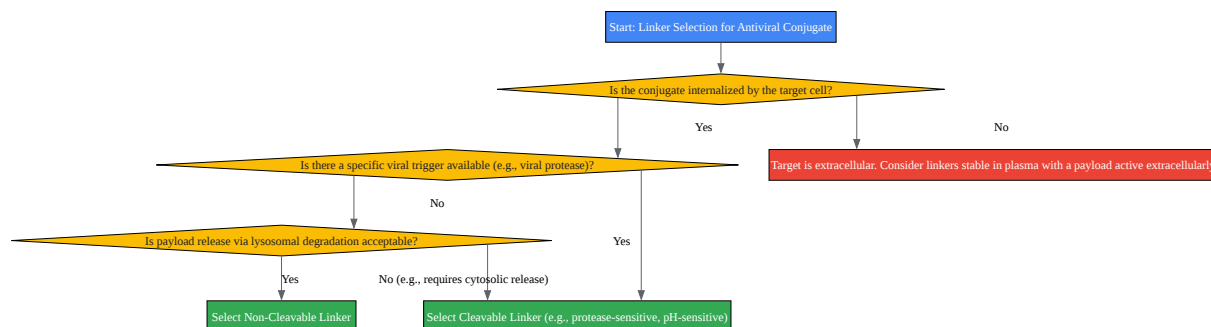 Start: Linker Selection for Antiviral Conjugate
Is the conjugate internalized by the target cell?
Yes
No
Is there a specific viral trigger available (e.g., viral protease)?
Target is extracellular. Consider linkers stable in plasma with a payload active extracellularly
No
Is payload release via lysosomal degradation acceptable?
Yes
Yes
No (e.g., requires cytosolic release)
Select Non-Cleavable Linker
Select Cleavable Linker (e.g., protease-sensitive, pH-sensitive)